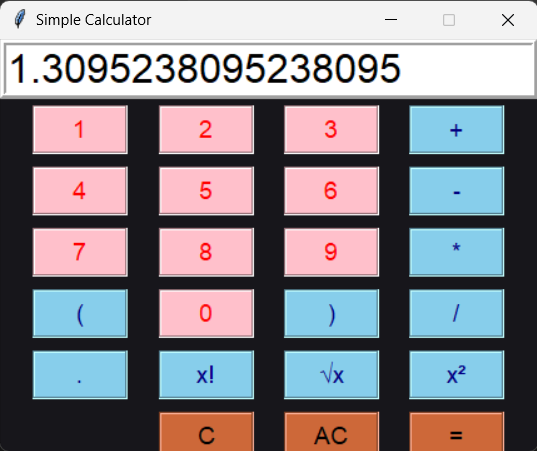 Simple Calculator
1.3095238095238095
1 2 3 +
4 5 6 -
7 8 9 *
( 0 ) /
. x! √x x²
C AC =